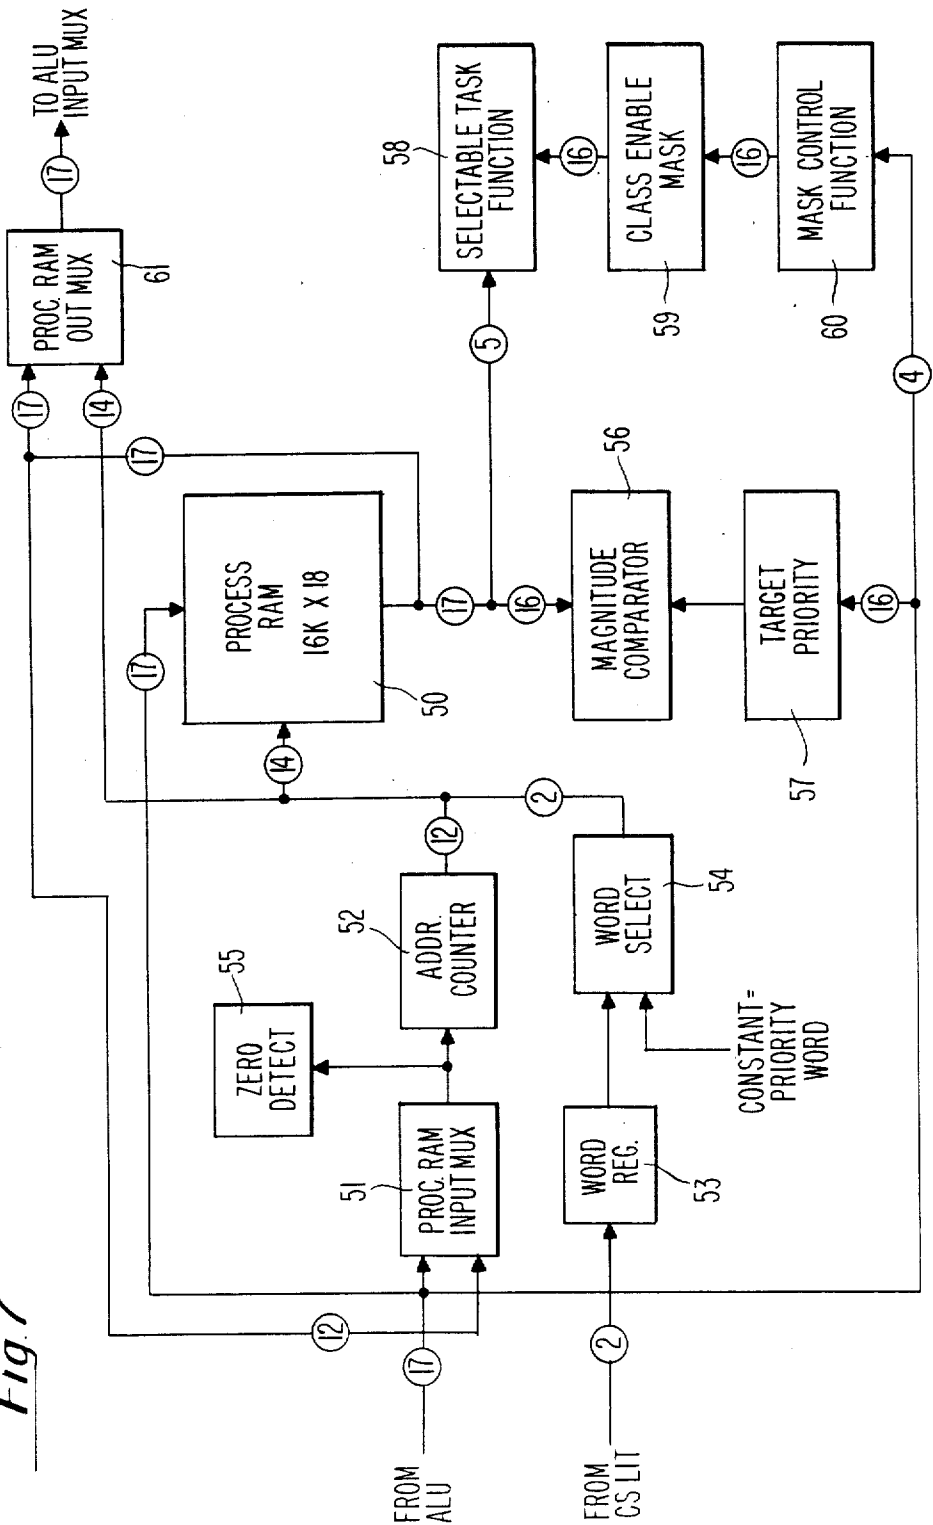 Fig. 7
TO ALU
INPUT MUX
17
PROC. RAM
OUT MUX
61
17
14
17
17
PROCESS
RAM
16K X 18
50
14
17
16
5
SELECTABLE TASK
FUNCTION
58
16
CLASS ENABLE
MASK
59
16
MASK CONTROL
FUNCTION
60
4
MAGNITUDE
COMPARATOR
56
TARGET
PRIORITY
57
16
ZERO
DETECT
55
ADDR.
COUNTER
52
12
2
PROC. RAM
INPUT MUX
51
WORD
SELECT
54
WORD
REG.
53
CONSTANT=
PRIORITY
WORD
12
17
2
FROM
ALU
FROM
CS LIT